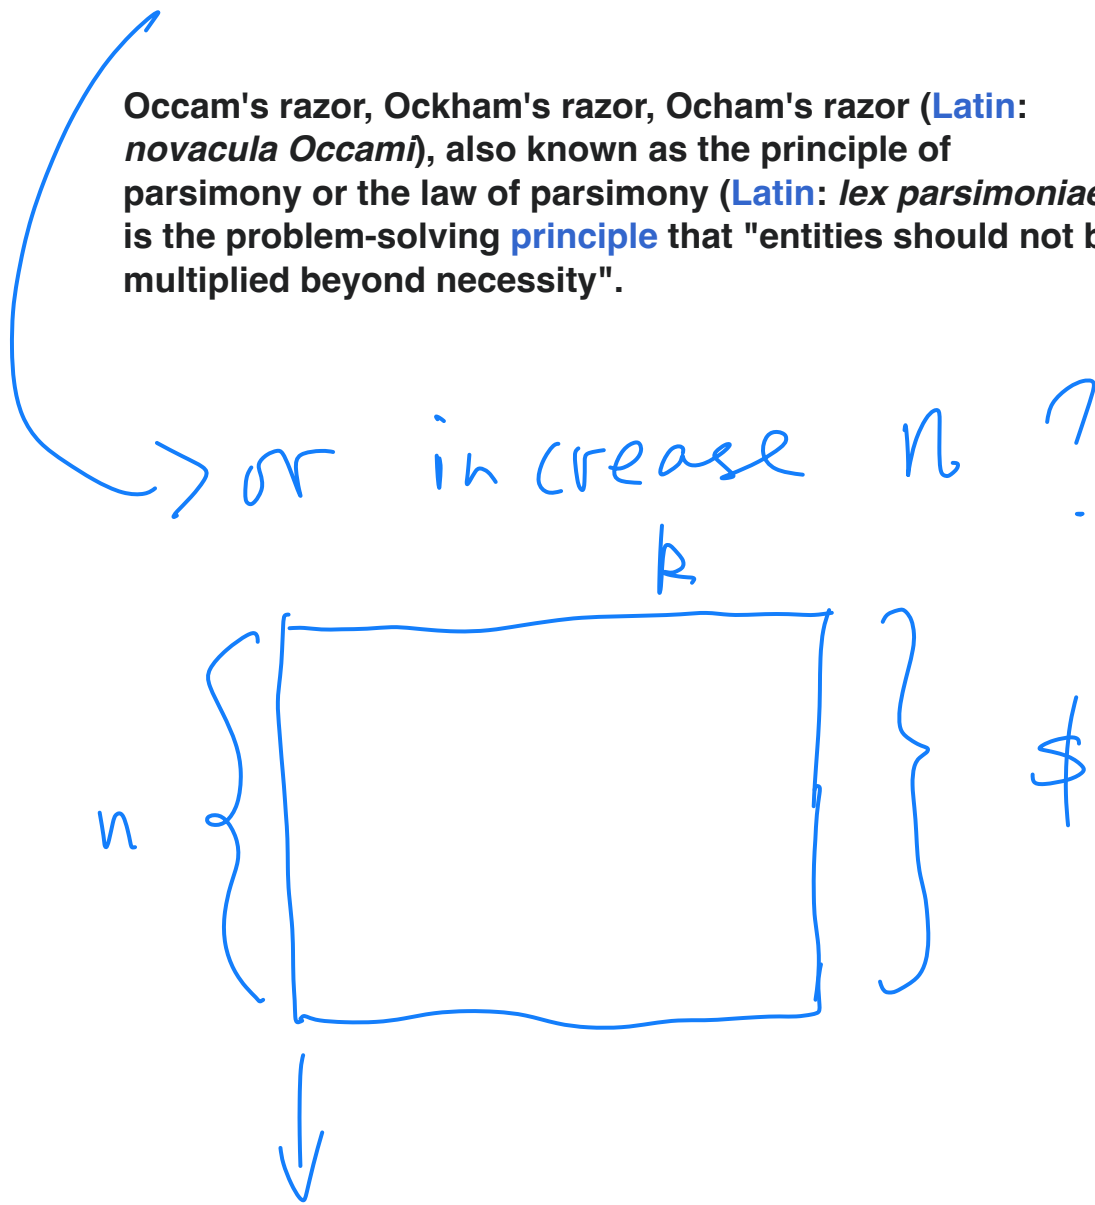 Occam's razor, Ockham's razor, Ocham's razor (Latin:
novacula Occami), also known as the principle of
parsimony or the law of parsimony (Latin: lex parsimoniae
is the problem-solving principle that "entities should not b
multiplied beyond necessity".
> or increase n ?
k
n
$